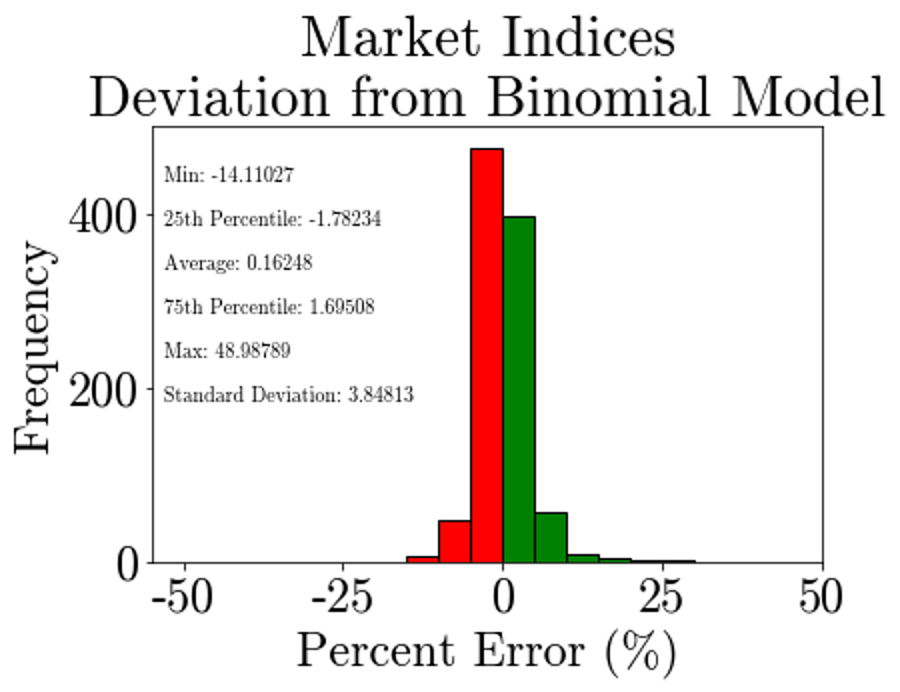 Market Indices
Deviation from Binomial Model
Min: -14.11027
25th Percentile: -1.78234
Average: 0.16248
75th Percentile: 1.69508
Max: 48.98789
Standard Deviation: 3.84813
Frequency
400
200
0
-50 -25 0 25 50
Percent Error (%)